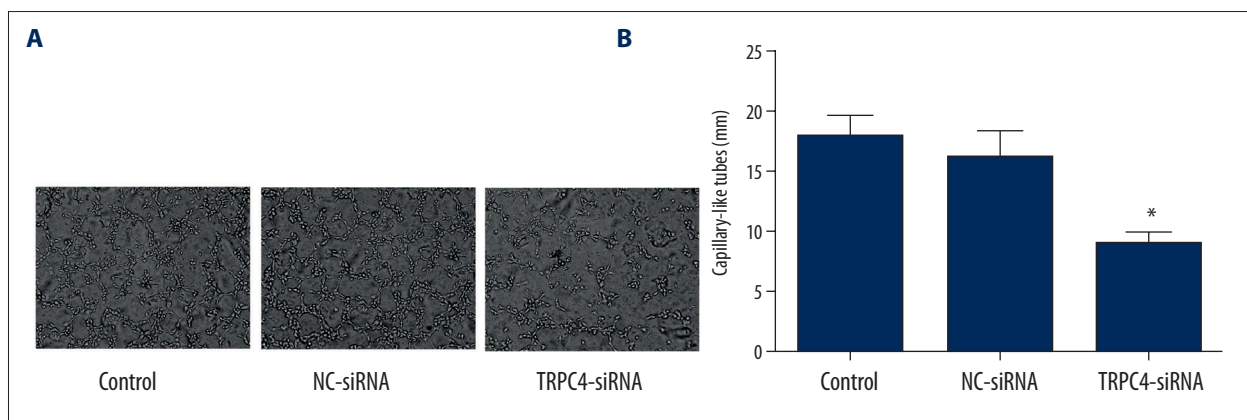 A
Control
NC-siRNA
TRPC4-siRNA
B
Capillary-like tubes (mm)
25
20
15
10
5
0
*
Control
NC-siRNA
TRPC4-siRNA